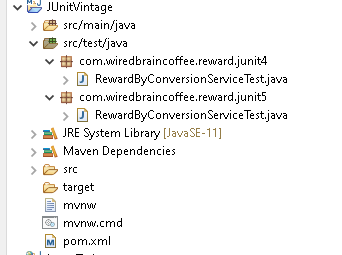 JUnitVintage
src/main/java
src/test/java
com.wiredbraincoffee.reward.junit4
RewardByConversionServiceTest.java
com.wiredbraincoffee.reward.junit5
RewardByConversionServiceTest.java
JRE System Library [JavaSE-11]
Maven Dependencies
src
target
mvnw
mvnw.cmd
pom.xml